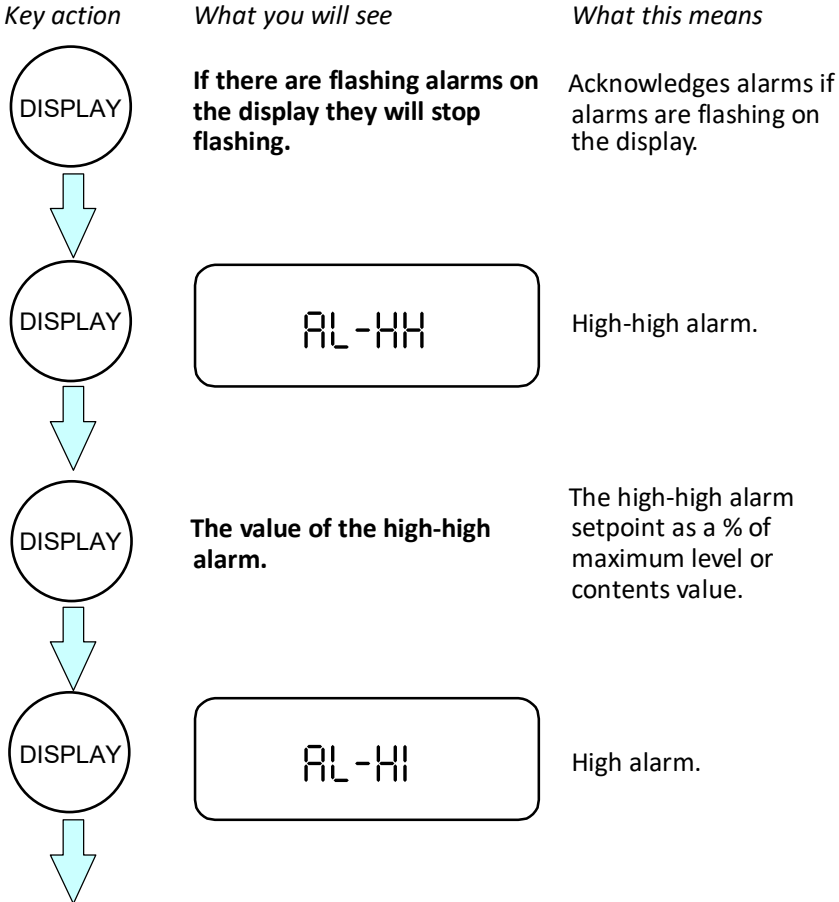 Key action What you will see What this means
DISPLAY
If there are flashing alarms on
the display they will stop
flashing.
Acknowledges alarms if
alarms are flashing on
the display.
DISPLAY
AL-HH
High-high alarm.
DISPLAY
The value of the high-high
alarm.
The high-high alarm
setpoint as a % of
maximum level or
contents value.
DISPLAY
AL-HI
High alarm.